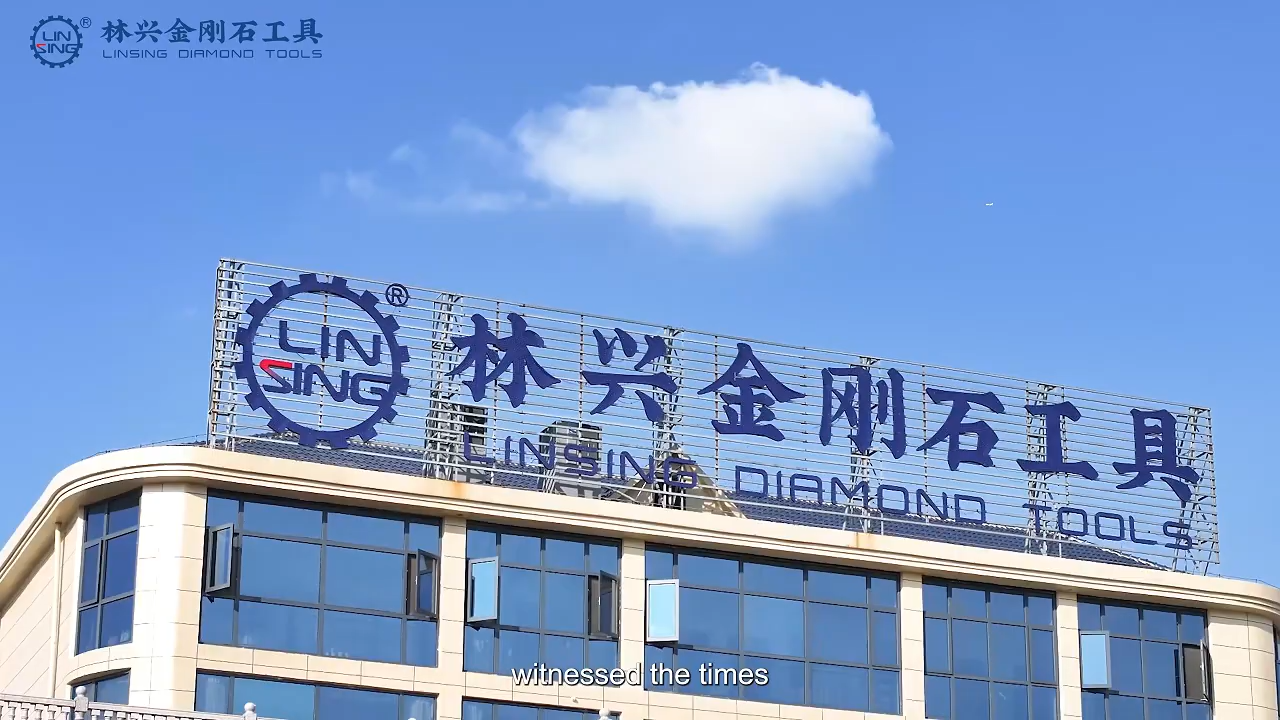 LIN
SING
®
林兴金刚石工具
LINSING DIAMOND TOOLS
LIN
SING
®
林兴金刚石工具
LINSING DIAMOND TOOLS
witnessed the times